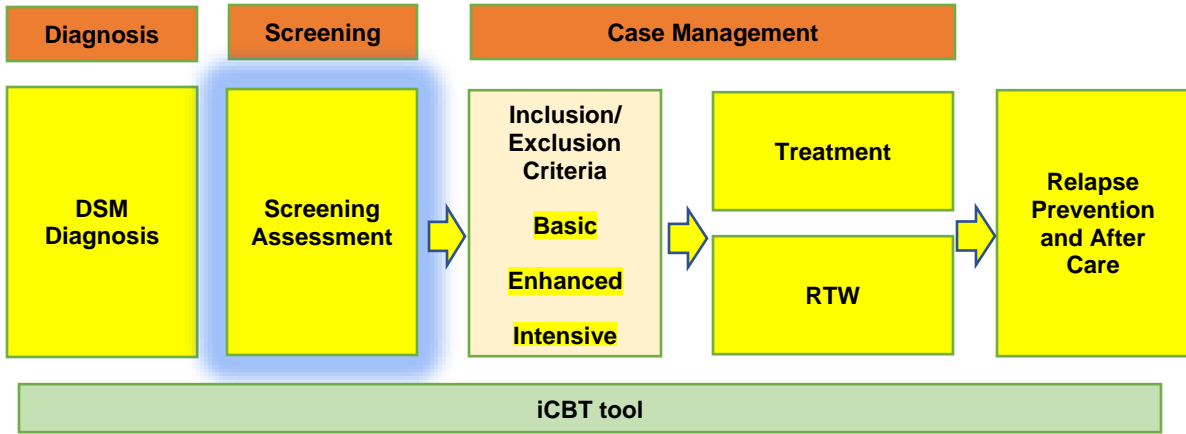 Diagnosis
Screening
Case Management
DSM
Diagnosis
Screening
Assessment
Inclusion/
Exclusion
Criteria
Basic
Enhanced
Intensive
Treatment
RTW
Relapse
Prevention
and After
Care
iCBT tool